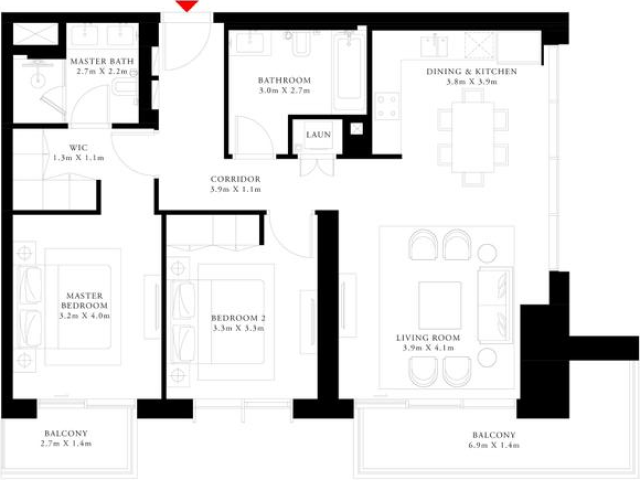 MASTER BATH
2.7m X 2.2m
BATHROOM
3.0m X 2.7m
DINING & KITCHEN
3.8m X 3.9m
LAUN
WIC
1.3m X 1.1m
CORRIDOR
3.9m X 1.1m
MASTER
BEDROOM
3.2m X 4.0m
BEDROOM 2
3.3m X 3.3m
LIVING ROOM
3.9m X 4.1m
BALCONY
2.7m X 1.4m
BALCONY
6.9m X 1.4m